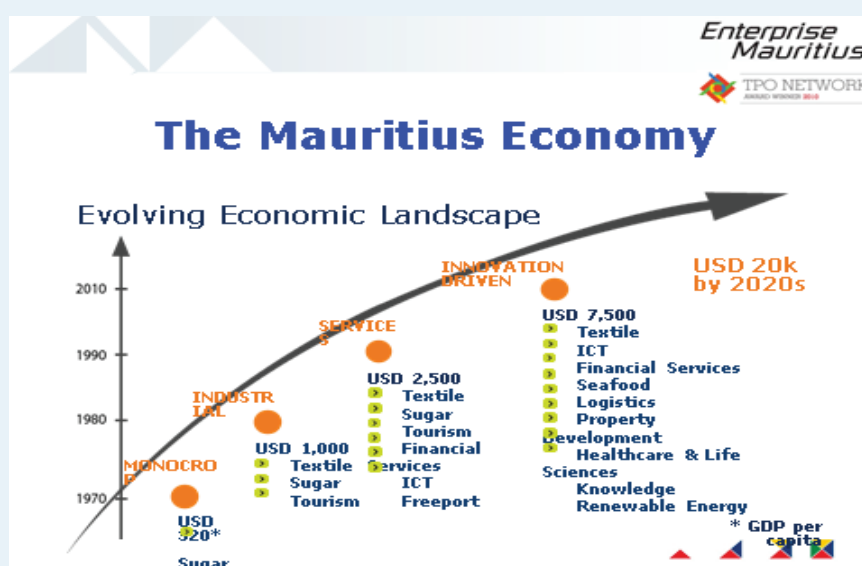 Enterprise
Mauritius
TPO NETWORK
AWARD WINNER 2010
The Mauritius Economy
Evolving Economic Landscape
INNOVATION
DRIVEN
USD 20k
by 2020s
2010
USD 7,500
Textile
ICT
Financial Services
Seafood
Logistics
Property
Development
Healthcare & Life
Sciences
Knowledge
Renewable Energy
SERVICE
S
1990
USD 2,500
Textile
Sugar
Tourism
Financial
Services
ICT
Freeport
INDUSTR
IAL
1980
USD 1,000
Textile
Sugar
Tourism
MONOCRO
P
1970
USD
320*
Sugar
* GDP per
capita